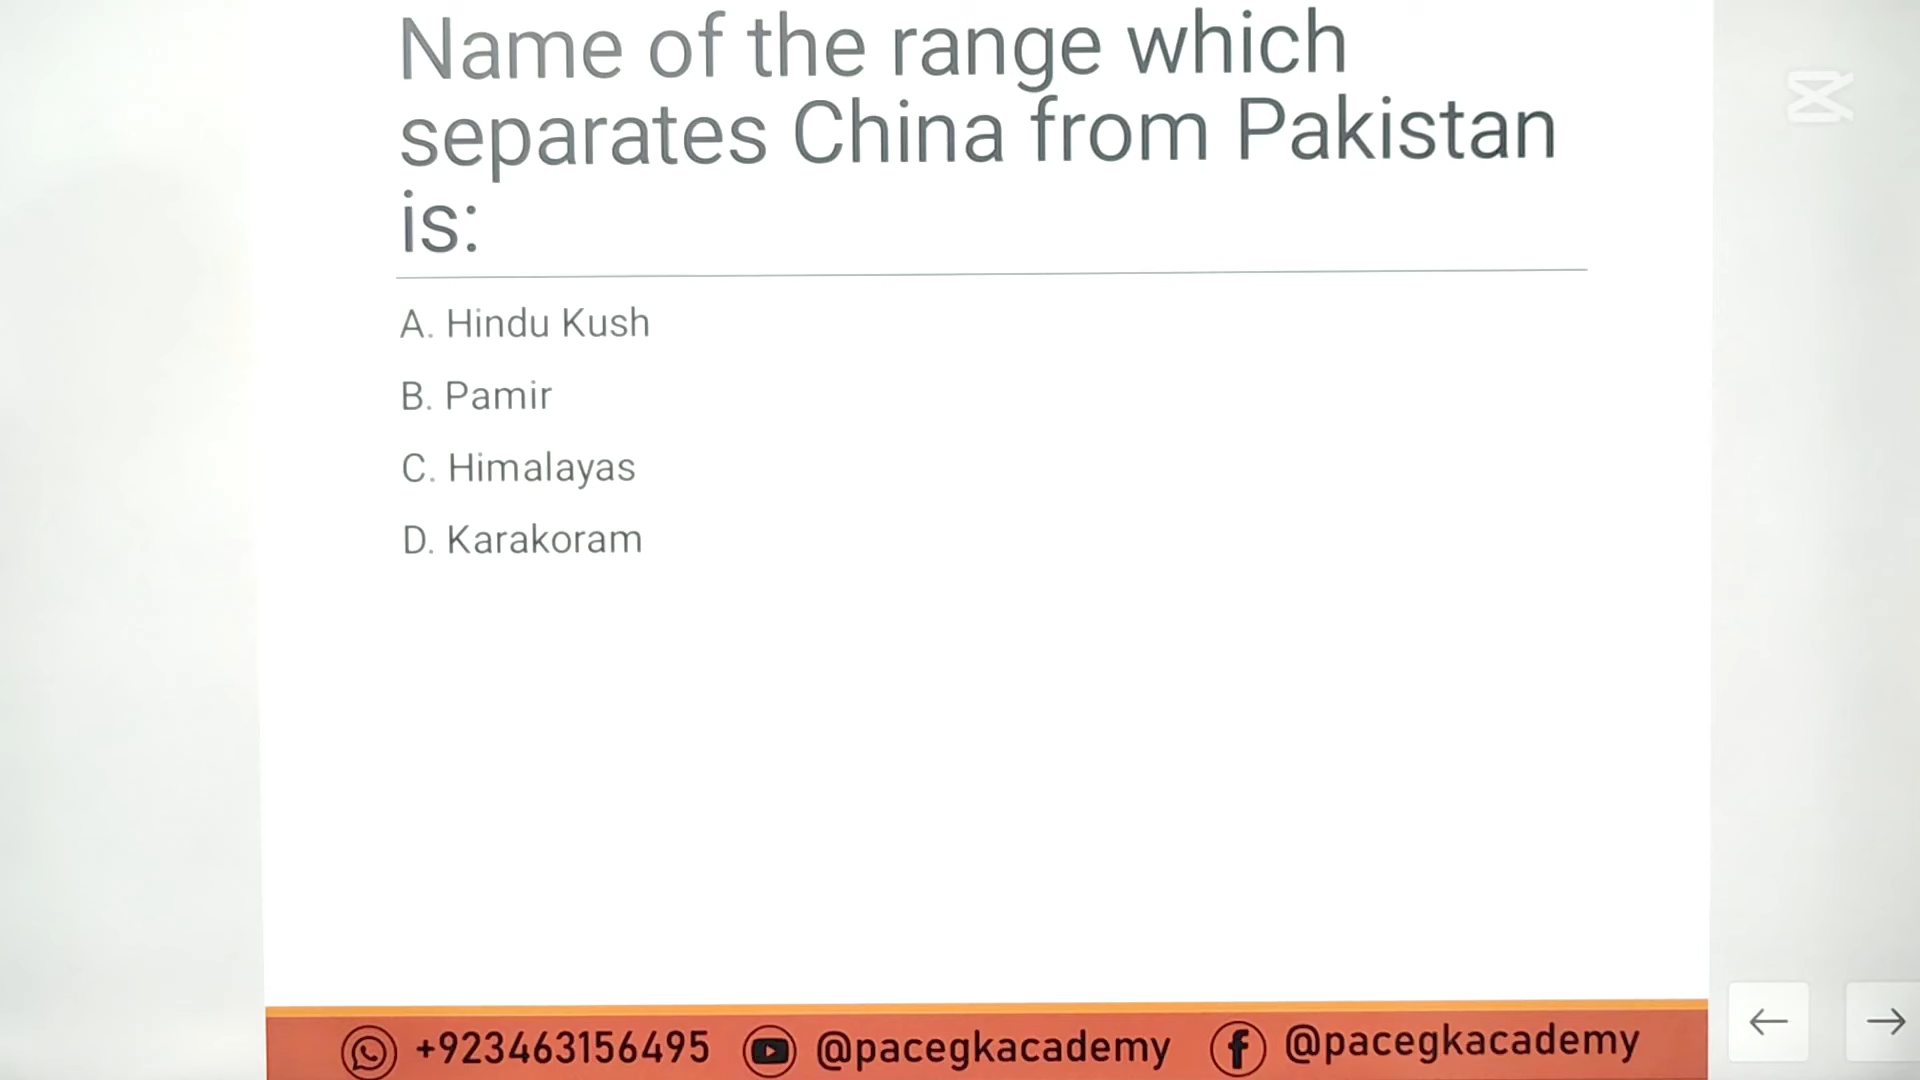 Name of the range which
separates China from Pakistan
is:
A. Hindu Kush
B. Pamir
C. Himalayas
D. Karakoram
+923463156495 @pacegkacademy @pacegkacademy